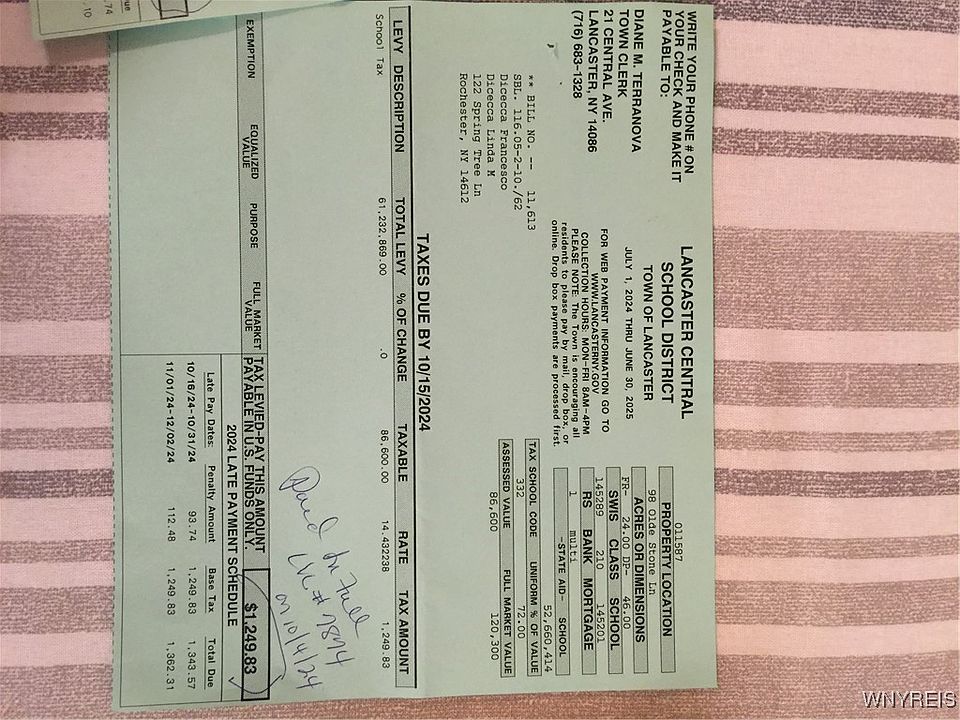 WRITE YOUR PHONE # ON
YOUR CHECK AND MAKE IT
PAYABLE TO:
DIANE M. TERRANOVA
TOWN CLERK
21 CENTRAL AVE.
LANCASTER, NY 14086
(716) 683-1328
LANCASTER CENTRAL
SCHOOL DISTRICT
TOWN OF LANCASTER
JULY 1, 2024 THRU JUNE 30, 2025
FOR WEB PAYMENT INFORMATION GO TO
WWW.LANCASTERNY.GOV
COLLECTION HOURS: MON-FRI 8AM-4PM
PLEASE NOTE: The Town is encouraging all
residents to please pay by mail, drop box, or
online. Drop box payments are processed first.
** BILL NO. -- 11,613
SBL. 116.05-2-10./62
Dicecca Francesco
Dicecca Linda M
122 Spring Tree Ln
Rochester, NY 14612
011587
PROPERTY LOCATION
98 Olde Stone Ln
ACRES OR DIMENSIONS
FR- 24.00 DP- 46.00
SWIS CLASS SCHOOL
145289 210 145201
RS BANK MORTGAGE
1 multi
-STATE AID- SCHOOL
52,660,414
TAX SCHOOL CODE UNIFORM % OF VALUE
332 72.00
ASSESSED VALUE FULL MARKET VALUE
86,600 120,300
TAXES DUE BY 10/15/2024
LEVY DESCRIPTION TOTAL LEVY % OF CHANGE TAXABLE RATE TAX AMOUNT
School Tax 61,232,869.00 .0 86,600.00 14.432238 1,249.83
Paid In Full
CK # 7874
on 10/4/24
EXEMPTION EQUALIZED VALUE PURPOSE FULL MARKET VALUE
TAX LEVIED-PAY THIS AMOUNT
PAYABLE IN U.S. FUNDS ONLY.
$1,249.83
2024 LATE PAYMENT SCHEDULE
Late Pay Dates: Penalty Amount Base Tax Total Due
10/16/24-10/31/24 93.74 1,249.83 1,343.57
11/01/24-12/02/24 112.48 1,249.83 1,362.31
WNYREIS